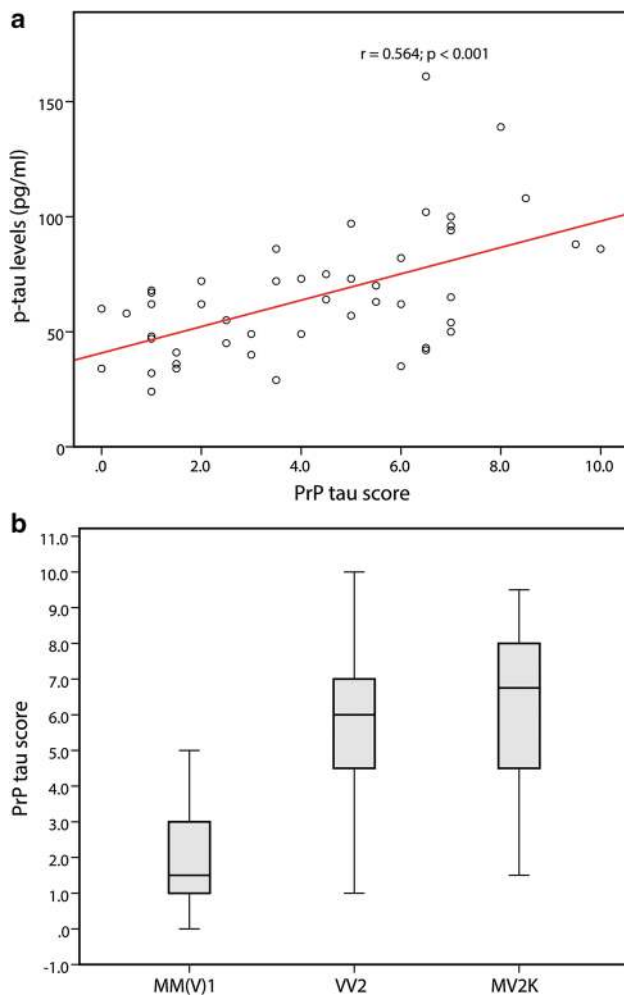 a
r = 0.564; p < 0.001
150
100
50
0
p-tau levels (pg/ml)
.0 2.0 4.0 6.0 8.0 10.0
PrP tau score
b
11.0
10.0
9.0
8.0
7.0
6.0
5.0
4.0
3.0
2.0
1.0
.0
-1.0
PrP tau score
MM(V)1 VV2 MV2K